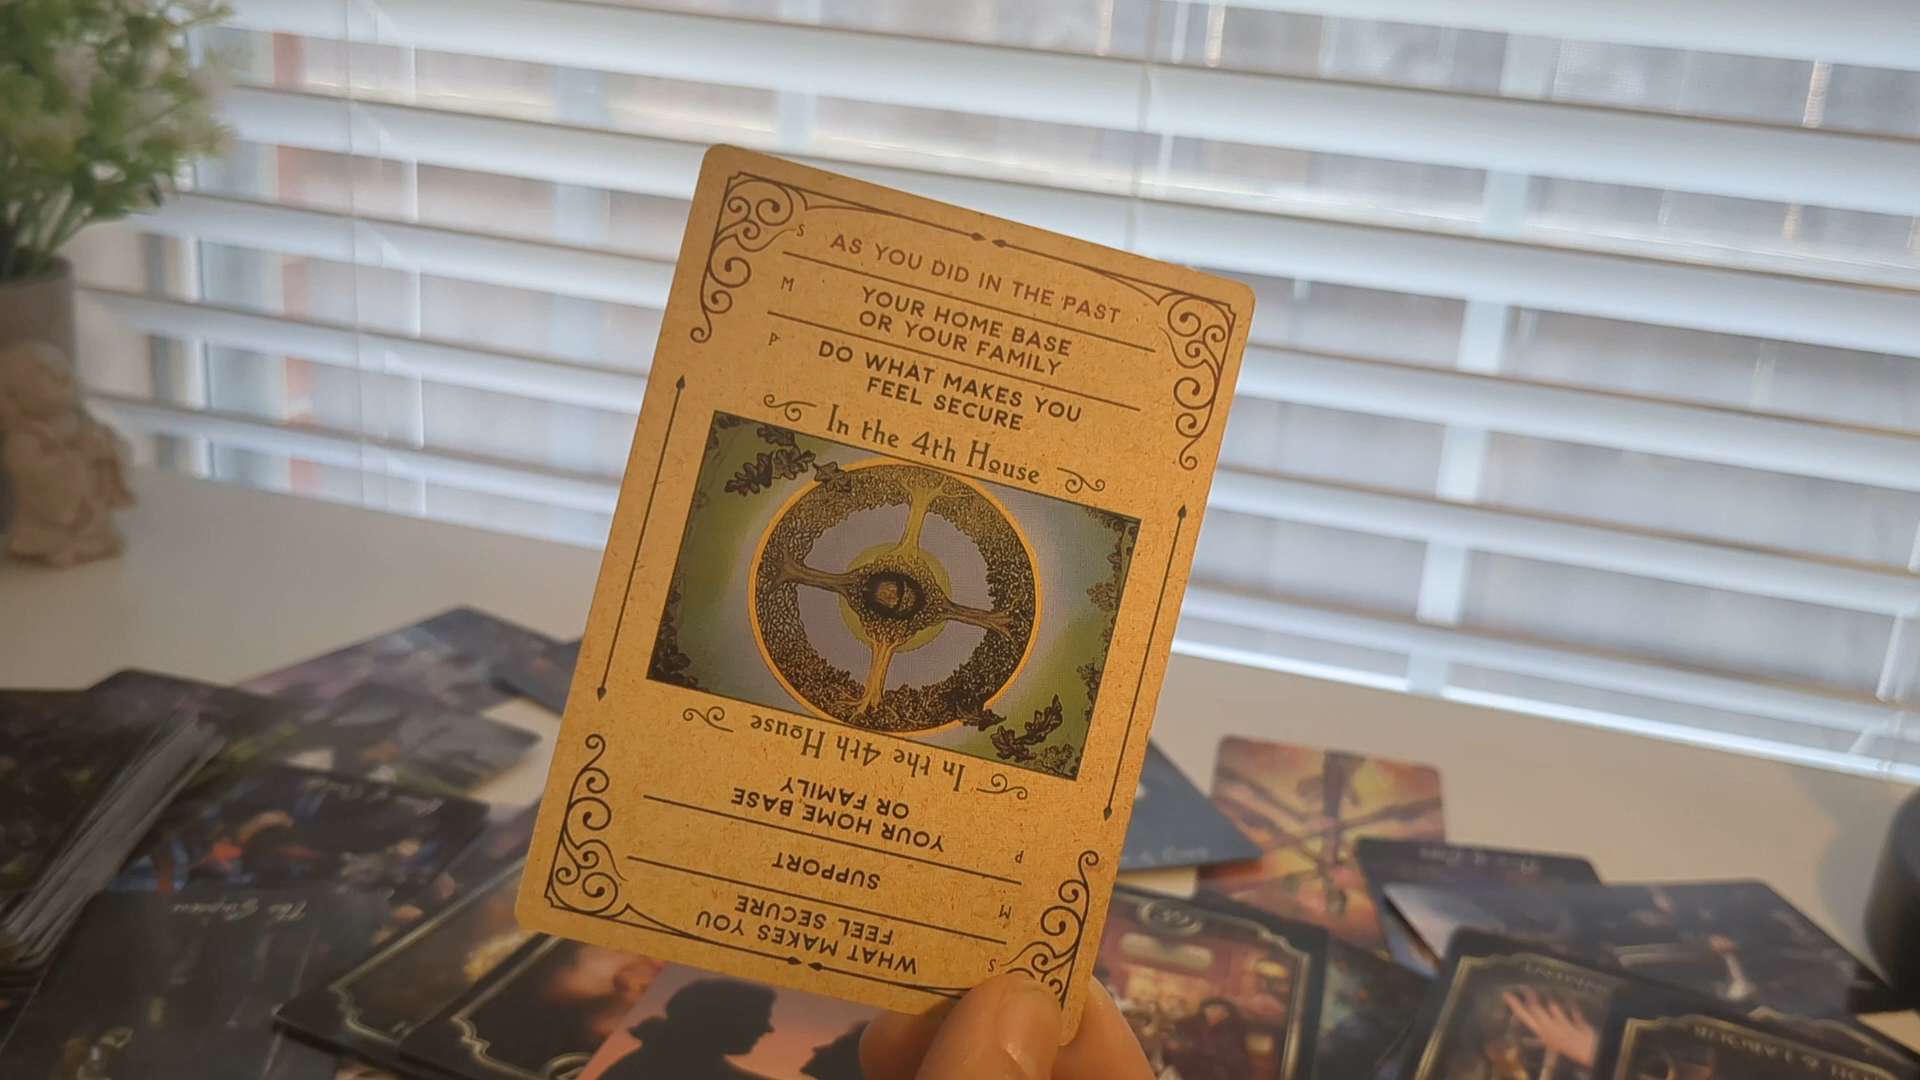 S AS YOU DID IN THE PAST
M YOUR HOME BASE
OR YOUR FAMILY
P DO WHAT MAKES YOU
FEEL SECURE
In the 4th House
In the 4th House
P YOUR HOME BASE
OR FAMILY
M SUPPORT
S WHAT MAKES YOU
FEEL SECURE